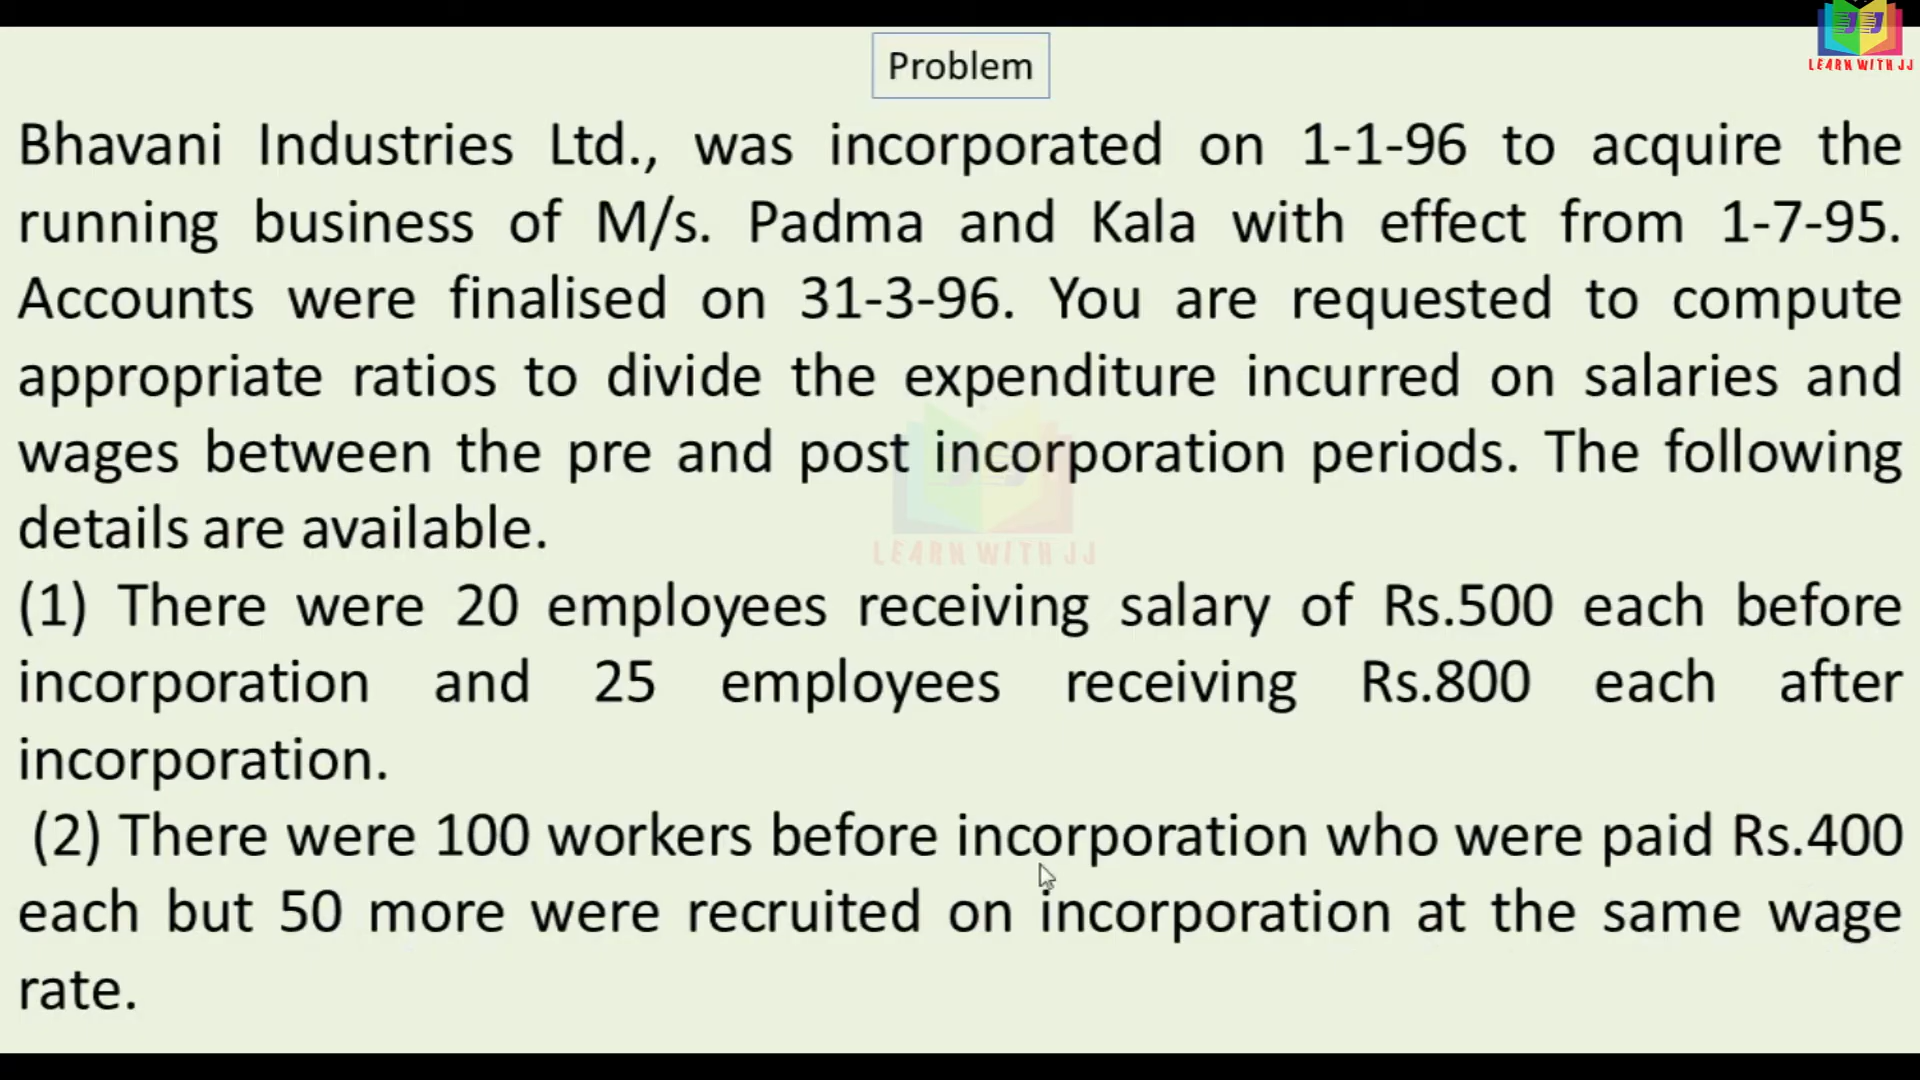 Problem
LEARN WITH JJ
Bhavani Industries Ltd., was incorporated on 1-1-96 to acquire the
running business of M/s. Padma and Kala with effect from 1-7-95.
Accounts were finalised on 31-3-96. You are requested to compute
appropriate ratios to divide the expenditure incurred on salaries and
wages between the pre and post incorporation periods. The following
details are available.
LEARN WITH JJ
(1) There were 20 employees receiving salary of Rs.500 each before
incorporation and 25 employees receiving Rs.800 each after
incorporation.
(2) There were 100 workers before incorporation who were paid Rs.400
each but 50 more were recruited on incorporation at the same wage
rate.